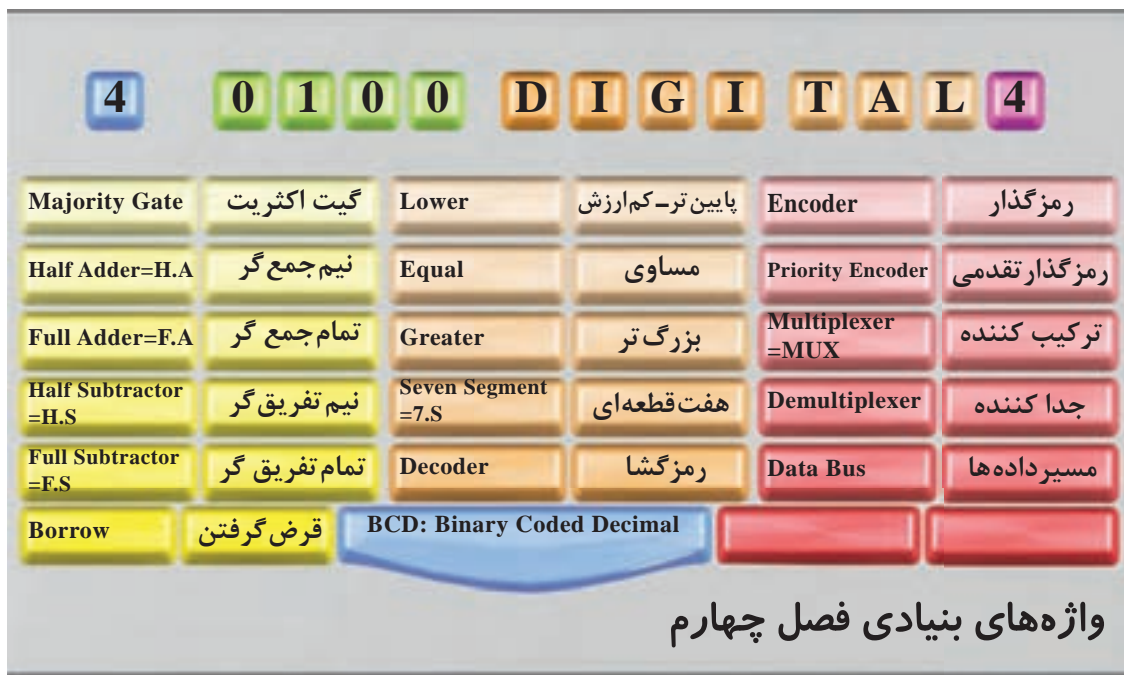 4 0100 DIGITAL 4
Majority Gate گیت اکثریت Lower پایین‌تر ـ کم‌ارزش Encoder رمزگذار
Half Adder=H.A نیم‌جمع‌گر Equal مساوی Priority Encoder رمزگذار تقدمی
Full Adder=F.A تمام جمع گر Greater بزرگ‌تر Multiplexer
=MUX ترکیب کننده
Half Subtractor
=H.S نیم تفریق گر Seven Segment
=7.S هفت‌قطعه‌ای Demultiplexer جدا کننده
Full Subtractor
=F.S تمام تفریق گر Decoder رمزگشا Data Bus مسیر داده‌ها
Borrow قرض گرفتن BCD: Binary Coded Decimal
واژه‌های بنیادی فصل چهارم